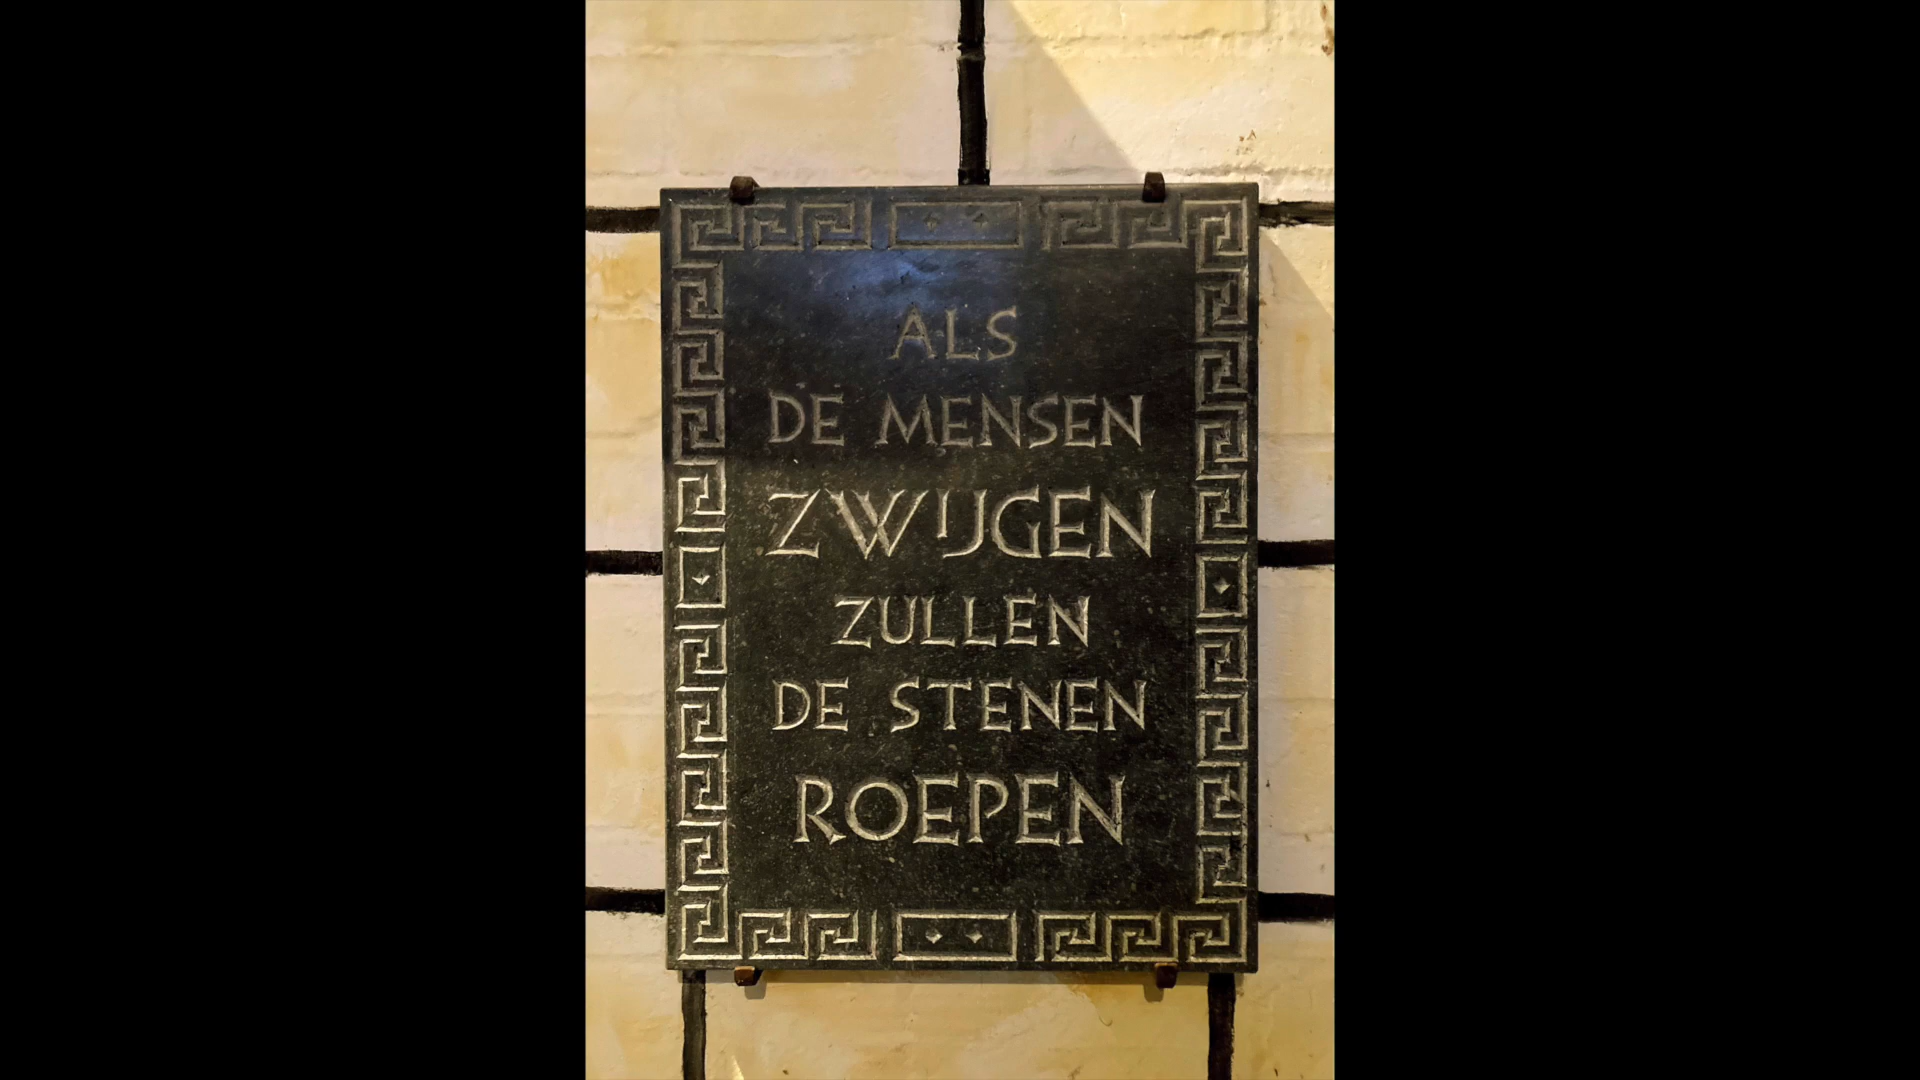 ALS
DE MENSEN
ZWIJGEN
ZULLEN
DE STENEN
ROEPEN